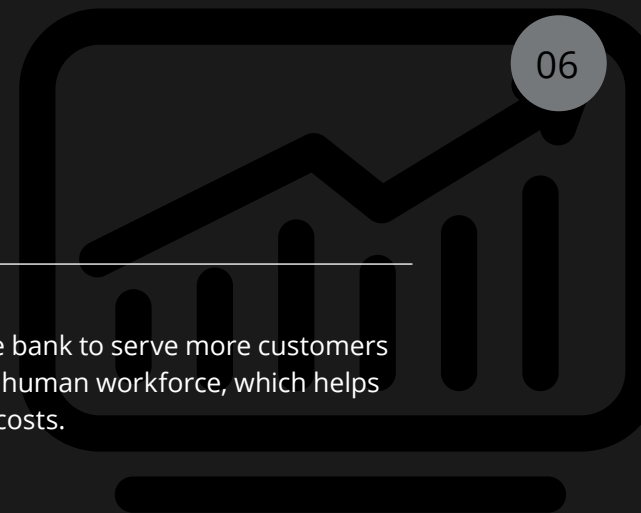 06
e bank to serve more customers
human workforce, which helps
costs.